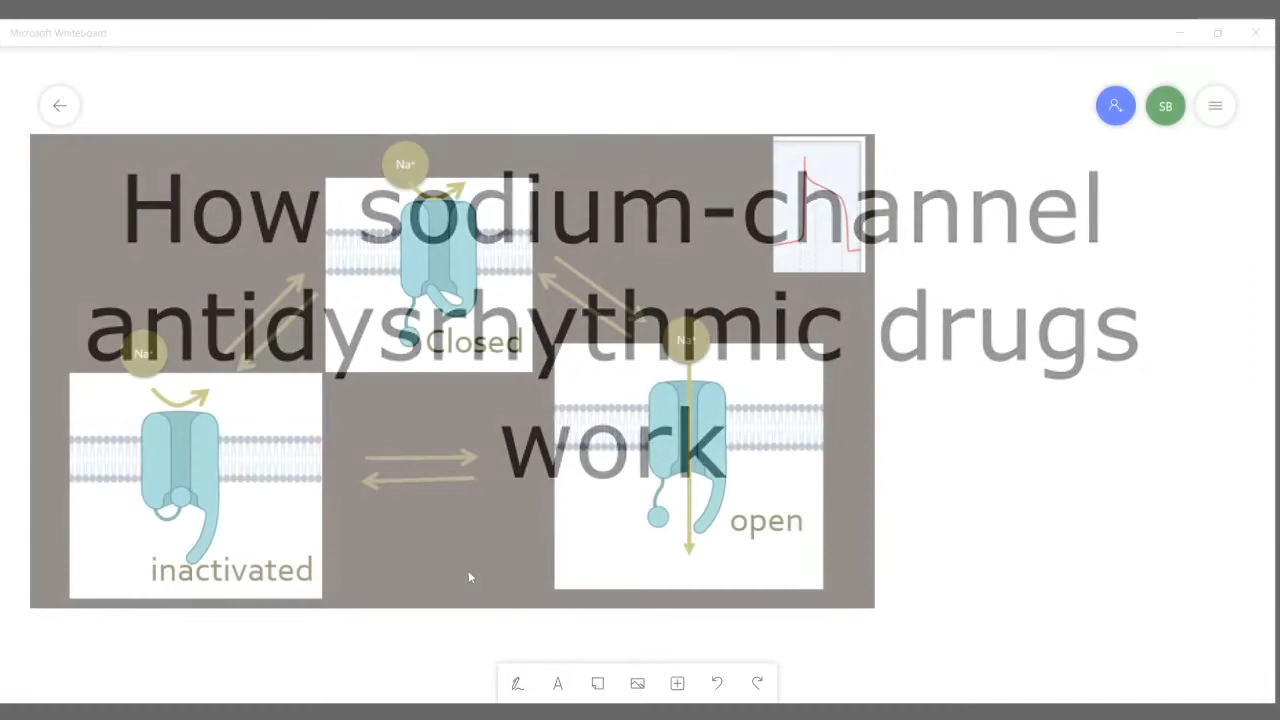 Microsoft Whiteboard
SB
Na⁺
How sodium-channel
antidysrhythmic drugs
work
Closed
Na⁺
Na⁺
open
inactivated